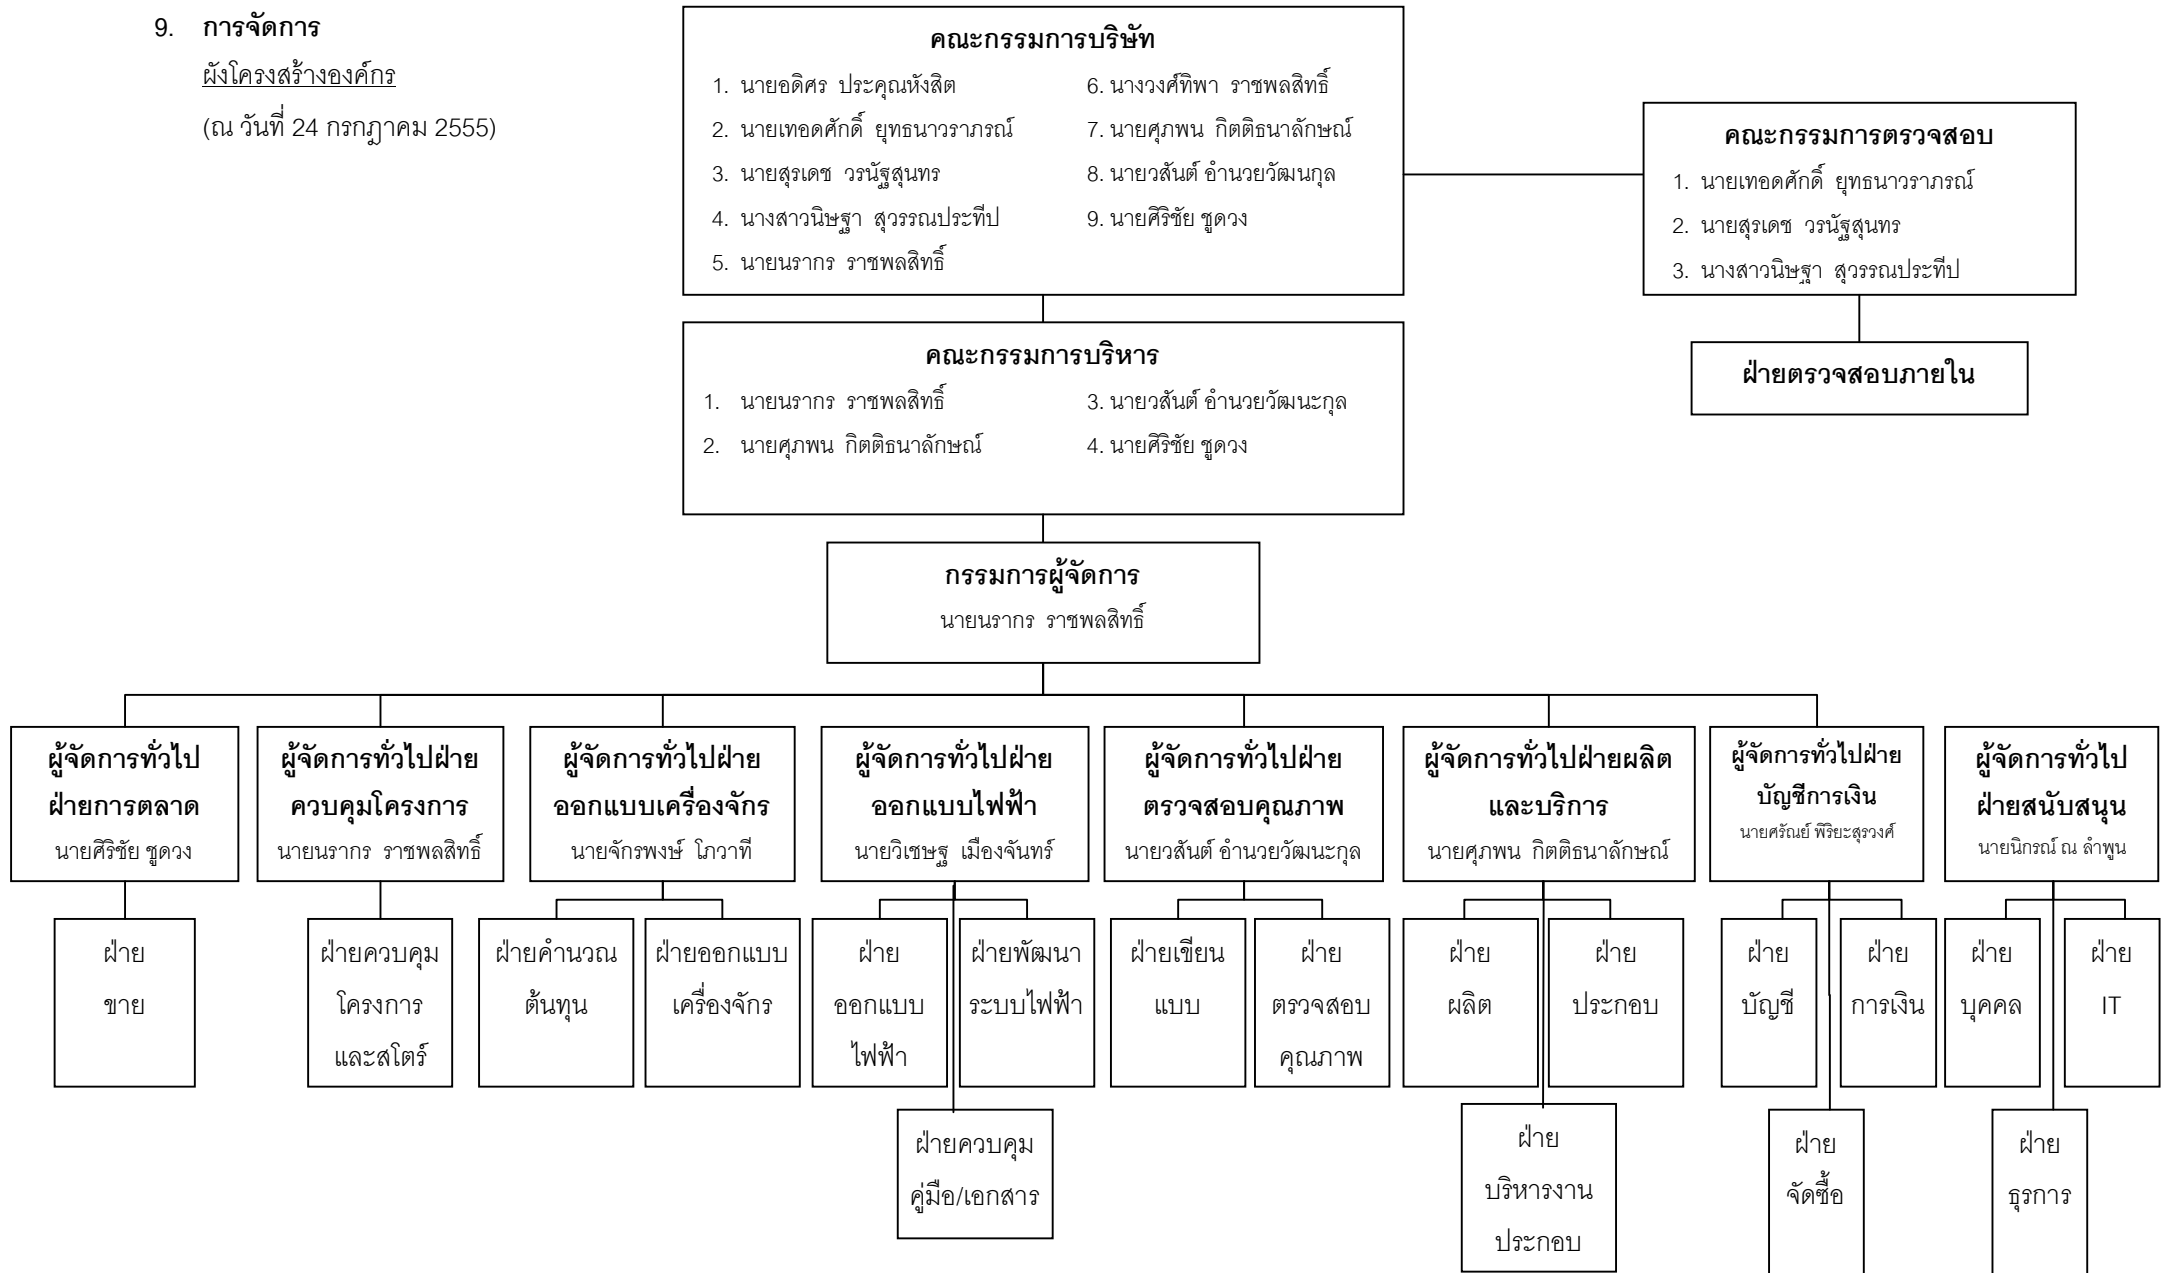 9. การจัดการ
ผังโครงสร้างองค์กร
(ณ วันที่ 24 กรกฎาคม 2555)
คณะกรรมการบริษัท
1. นายอดิศร ประคุณหังสิต
2. นายเทอดศักดิ์ ยุทธนาวราภรณ์
3. นายสุรเดช วรนัฐสุนทร
4. นางสาวนิษฐา สุวรรณประทีป
5. นายนรากร ราชพลสิทธิ์
6. นางวงศ์ทิพา ราชพลสิทธิ์
7. นายศุภพน กิตติธนาลักษณ์
8. นายวสันต์ อำนวยวัฒนกุล
9. นายศิริชัย ชูดวง
คณะกรรมการตรวจสอบ
1. นายเทอดศักดิ์ ยุทธนาวราภรณ์
2. นายสุรเดช วรนัฐสุนทร
3. นางสาวนิษฐา สุวรรณประทีป
ฝ่ายตรวจสอบภายใน
คณะกรรมการบริหาร
1. นายนรากร ราชพลสิทธิ์
2. นายศุภพน กิตติธนาลักษณ์
3. นายวสันต์ อำนวยวัฒนะกุล
4. นายศิริชัย ชูดวง
กรรมการผู้จัดการ
นายนรากร ราชพลสิทธิ์
ผู้จัดการทั่วไป
ฝ่ายการตลาด
นายศิริชัย ชูดวง
ผู้จัดการทั่วไปฝ่าย
ควบคุมโครงการ
นายนรากร ราชพลสิทธิ์
ผู้จัดการทั่วไปฝ่าย
ออกแบบเครื่องจักร
นายจักรพงษ์ โภวาที
ผู้จัดการทั่วไปฝ่าย
ออกแบบไฟฟ้า
นายวิเชษฐ เมืองจันทร์
ผู้จัดการทั่วไปฝ่าย
ตรวจสอบคุณภาพ
นายวสันต์ อำนวยวัฒนะกุล
ผู้จัดการทั่วไปฝ่ายผลิต
และบริการ
นายศุภพน กิตติธนาลักษณ์
ผู้จัดการทั่วไปฝ่าย
บัญชีการเงิน
นายศรัณย์ พิริยะสุรวงศ์
ผู้จัดการทั่วไป
ฝ่ายสนับสนุน
นายนิกรณ์ ณ ลำพูน
ฝ่าย
ขาย
ฝ่ายควบคุม
โครงการ
และสโตร์
ฝ่ายคำนวณ
ต้นทุน
ฝ่ายออกแบบ
เครื่องจักร
ฝ่าย
ออกแบบ
ไฟฟ้า
ฝ่ายพัฒนา
ระบบไฟฟ้า
ฝ่ายเขียน
แบบ
ฝ่าย
ตรวจสอบ
คุณภาพ
ฝ่าย
ผลิต
ฝ่าย
ประกอบ
ฝ่าย
บัญชี
ฝ่าย
การเงิน
ฝ่าย
บุคคล
ฝ่าย
IT
ฝ่ายควบคุม
คู่มือ/เอกสาร
ฝ่าย
บริหารงาน
ประกอบ
ฝ่าย
จัดซื้อ
ฝ่าย
ธุรการ